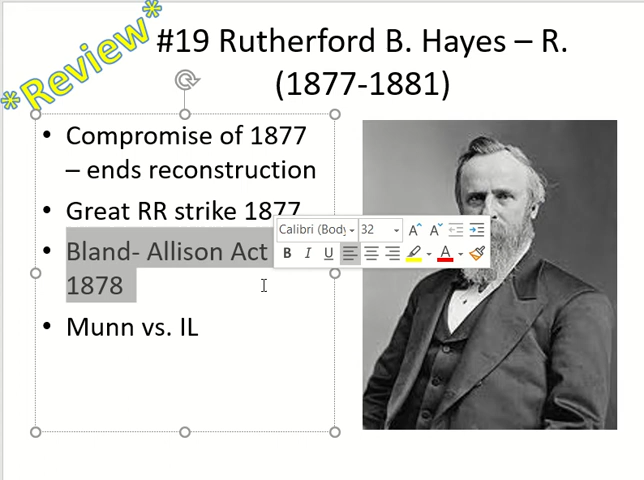 *Review*
#19 Rutherford B. Hayes – R.
(1877-1881)
• Compromise of 1877
– ends reconstruction
• Great RR strike 1877
Calibri (Body 32 A A
• Bland- Allison Act
B I U A
1878
• Munn vs. IL